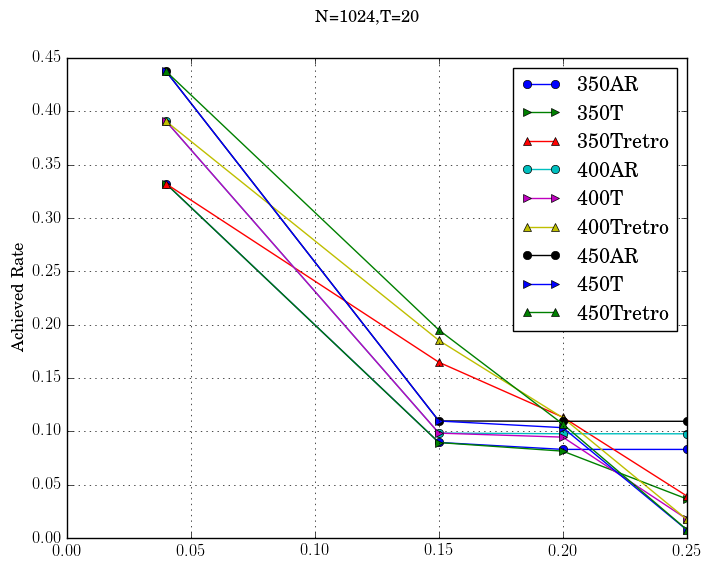 N=1024,T=20
0.45
0.40
0.35
0.30
0.25
0.20
0.15
0.10
0.05
0.00
Achieved Rate
350AR
350T
350Tretro
400AR
400T
400Tretro
450AR
450T
450Tretro
0.00 0.05 0.10 0.15 0.20 0.25